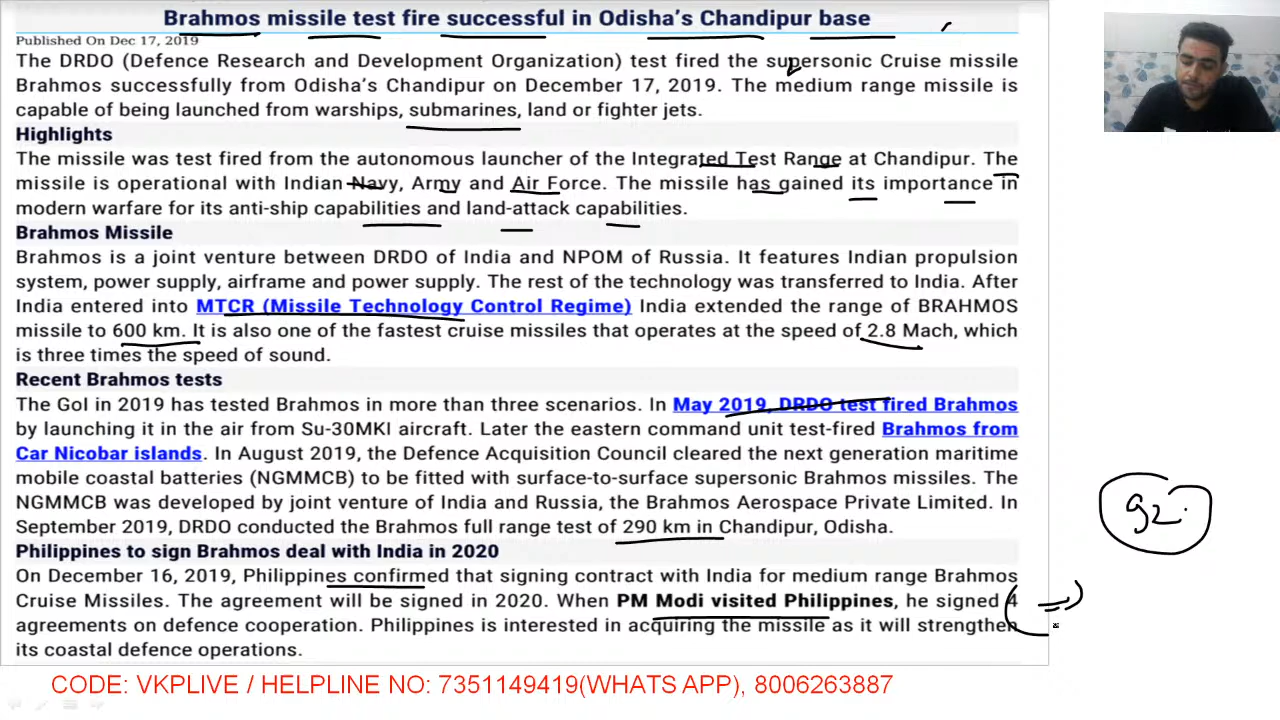 Brahmos missile test fire successful in Odisha's Chandipur base
Published On Dec 17, 2019
The DRDO (Defence Research and Development Organization) test fired the supersonic Cruise missile
Brahmos successfully from Odisha's Chandipur on December 17, 2019. The medium range missile is
capable of being launched from warships, submarines, land or fighter jets.
Highlights
The missile was test fired from the autonomous launcher of the Integrated Test Range at Chandipur. The
missile is operational with Indian Navy, Army and Air Force. The missile has gained its importance in
modern warfare for its anti-ship capabilities and land-attack capabilities.
Brahmos Missile
Brahmos is a joint venture between DRDO of India and NPOM of Russia. It features Indian propulsion
system, power supply, airframe and power supply. The rest of the technology was transferred to India. After
India entered into MTCR (Missile Technology Control Regime) India extended the range of BRAHMOS
missile to 600 km. It is also one of the fastest cruise missiles that operates at the speed of 2.8 Mach, which
is three times the speed of sound.
Recent Brahmos tests
The GoI in 2019 has tested Brahmos in more than three scenarios. In May 2019, DRDO test fired Brahmos
by launching it in the air from Su-30MKI aircraft. Later the eastern command unit test-fired Brahmos from
Car Nicobar islands. In August 2019, the Defence Acquisition Council cleared the next generation maritime
mobile coastal batteries (NGMMCB) to be fitted with surface-to-surface supersonic Brahmos missiles. The
NGMMCB was developed by joint venture of India and Russia, the Brahmos Aerospace Private Limited. In
September 2019, DRDO conducted the Brahmos full range test of 290 km in Chandipur, Odisha.
Philippines to sign Brahmos deal with India in 2020
On December 16, 2019, Philippines confirmed that signing contract with India for medium range Brahmos
Cruise Missiles. The agreement will be signed in 2020. When PM Modi visited Philippines, he signed 4
agreements on defence cooperation. Philippines is interested in acquiring the missile as it will strengthen
its coastal defence operations.
CODE: VKPLIVE / HELPLINE NO: 7351149419(WHATS APP), 8006263887